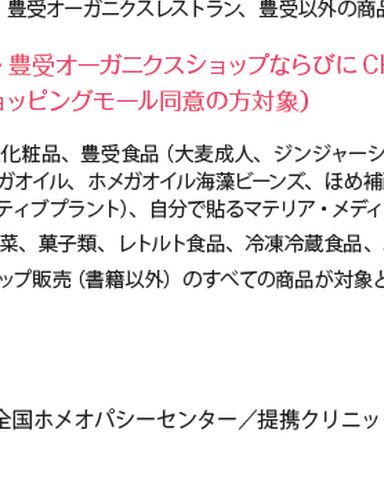 豊受オーガニクスレストラン、豊受以外の商品
・豊受オーガニクスショップならびに CH
ョッピングモール同意の方対象）
化粧品、豊受食品（大麦成人、ジンジャーシ
ガオイル、ホメガオイル海藻ビーンズ、ほめ補
ティブプラント）、自分で貼るマテリア・メディ
菜、菓子類、レトルト食品、冷凍冷蔵食品、
ップ販売（書籍以外）のすべての商品が対象と
全国ホメオパシーセンター／提携クリニッ